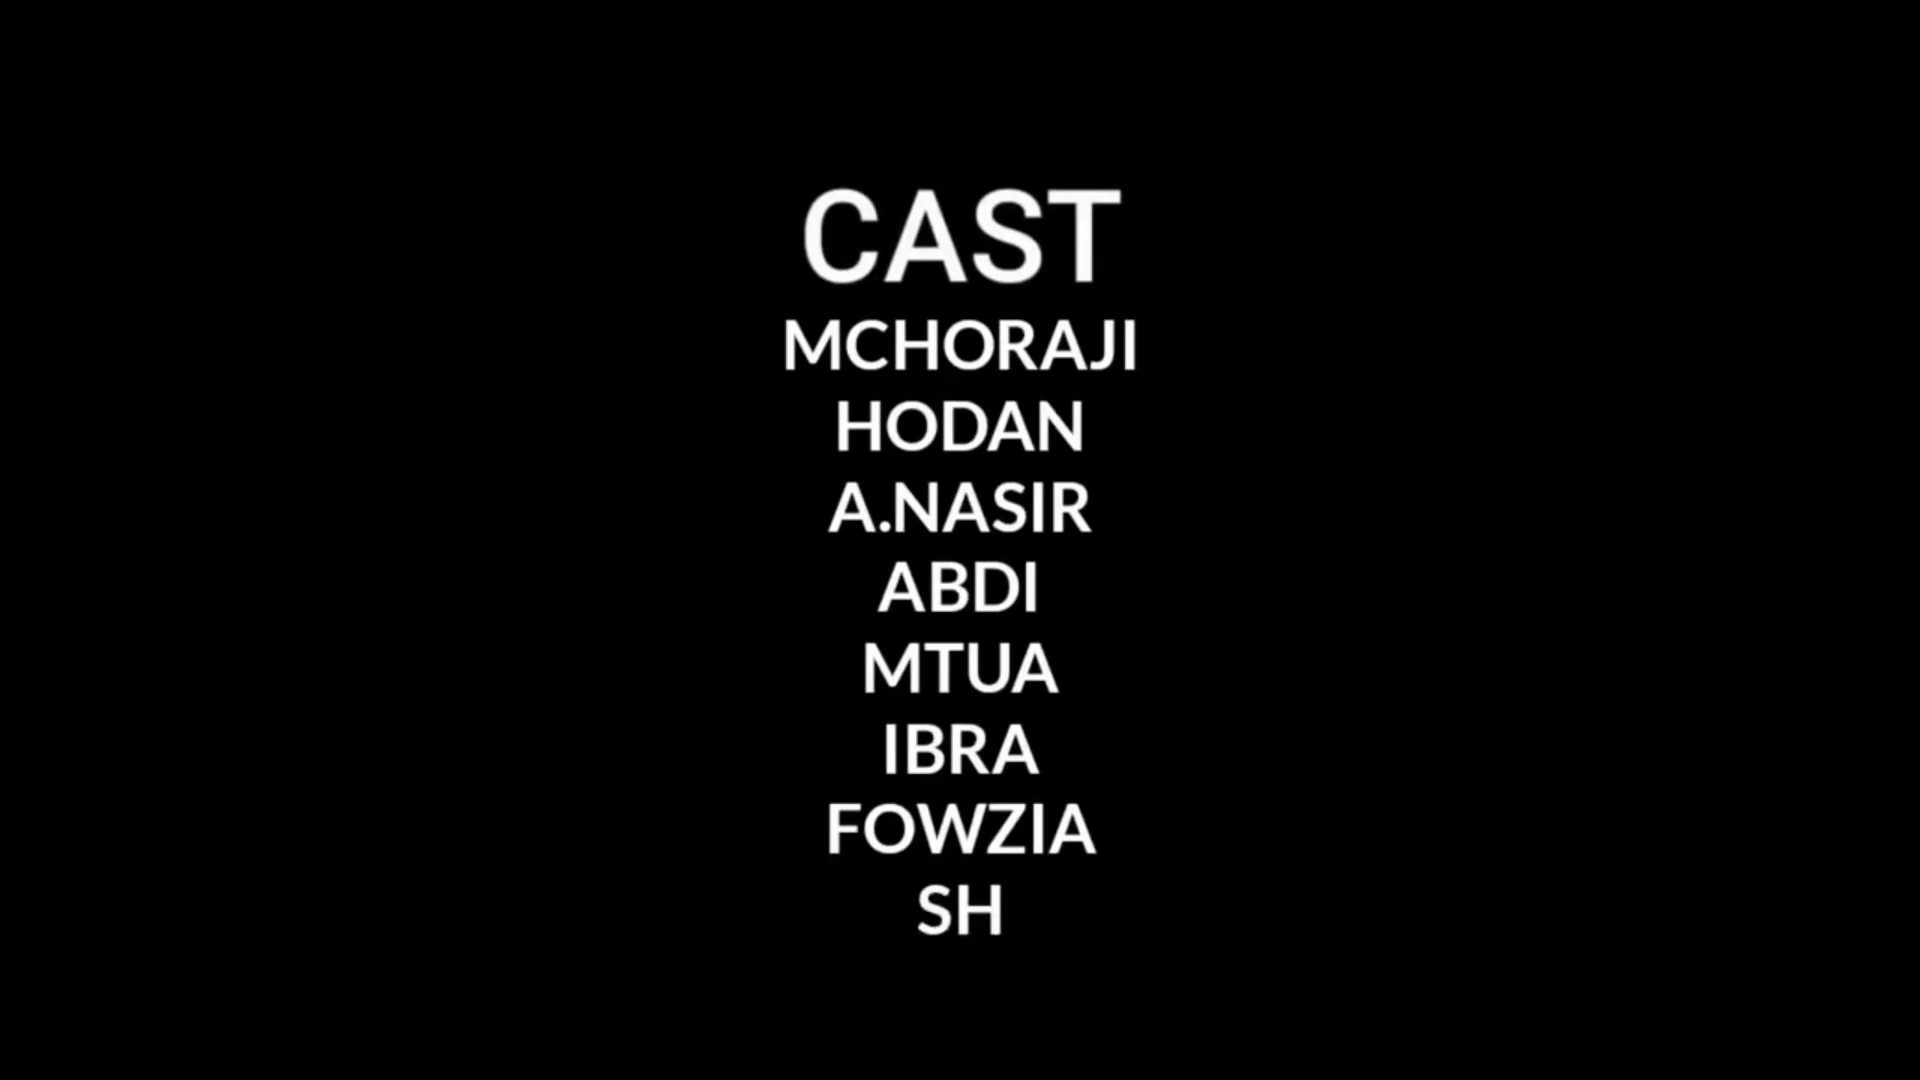 CAST
MCHORAJI
HODAN
A.NASIR
ABDI
MTUA
IBRA
FOWZIA
SH